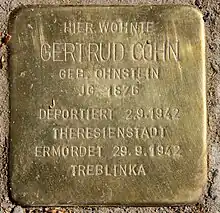 HIER WOHNTE
GERTRUD COHN
GEB. OHNSTEIN
JG. 1876
DEPORTIERT 2.9.1942
THERESIENSTADT
ERMORDET 29.9.1942
TREBLINKA